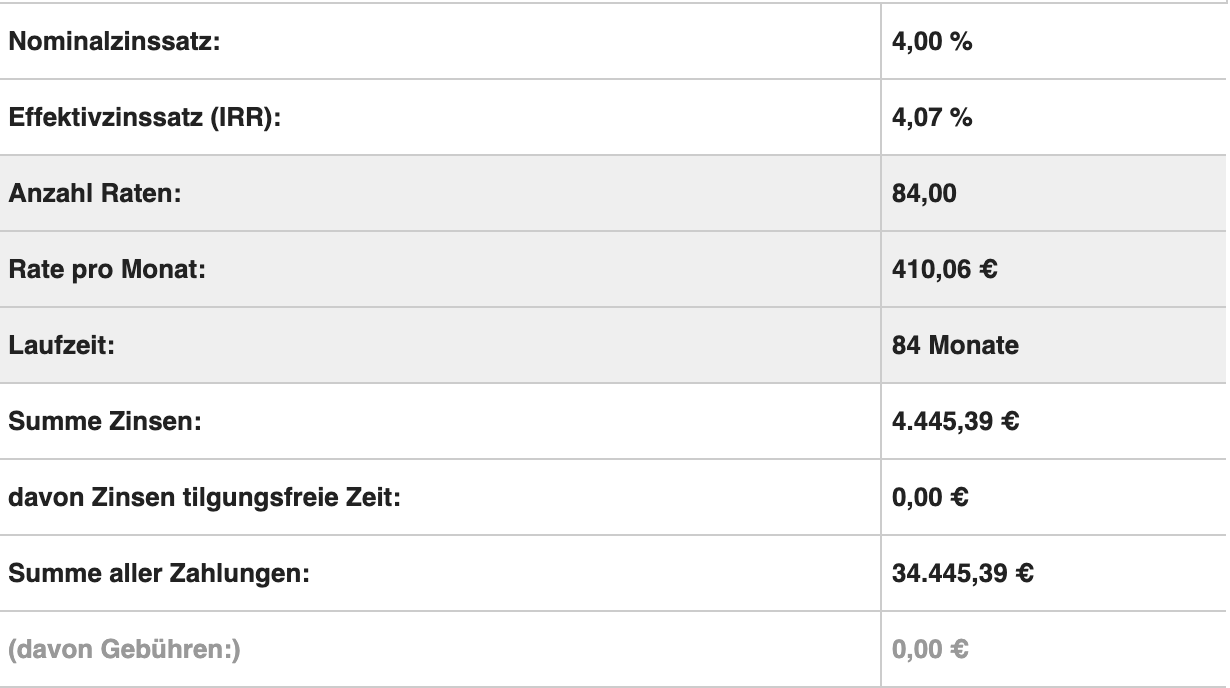 Nominalzinssatz: 4,00 %
Effektivzinssatz (IRR): 4,07 %
Anzahl Raten: 84,00
Rate pro Monat: 410,06 €
Laufzeit: 84 Monate
Summe Zinsen: 4.445,39 €
davon Zinsen tilgungsfreie Zeit: 0,00 €
Summe aller Zahlungen: 34.445,39 €
(davon Gebühren:) 0,00 €